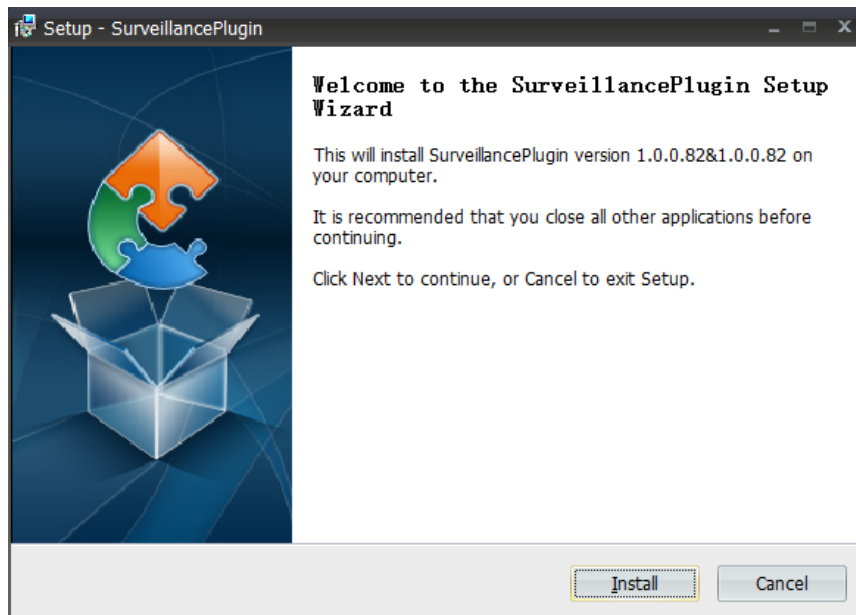 Setup - SurveillancePlugin
Welcome to the SurveillancePlugin Setup
Wizard
This will install SurveillancePlugin version 1.0.0.82&1.0.0.82 on
your computer.
It is recommended that you close all other applications before
continuing.
Click Next to continue, or Cancel to exit Setup.
Install
Cancel